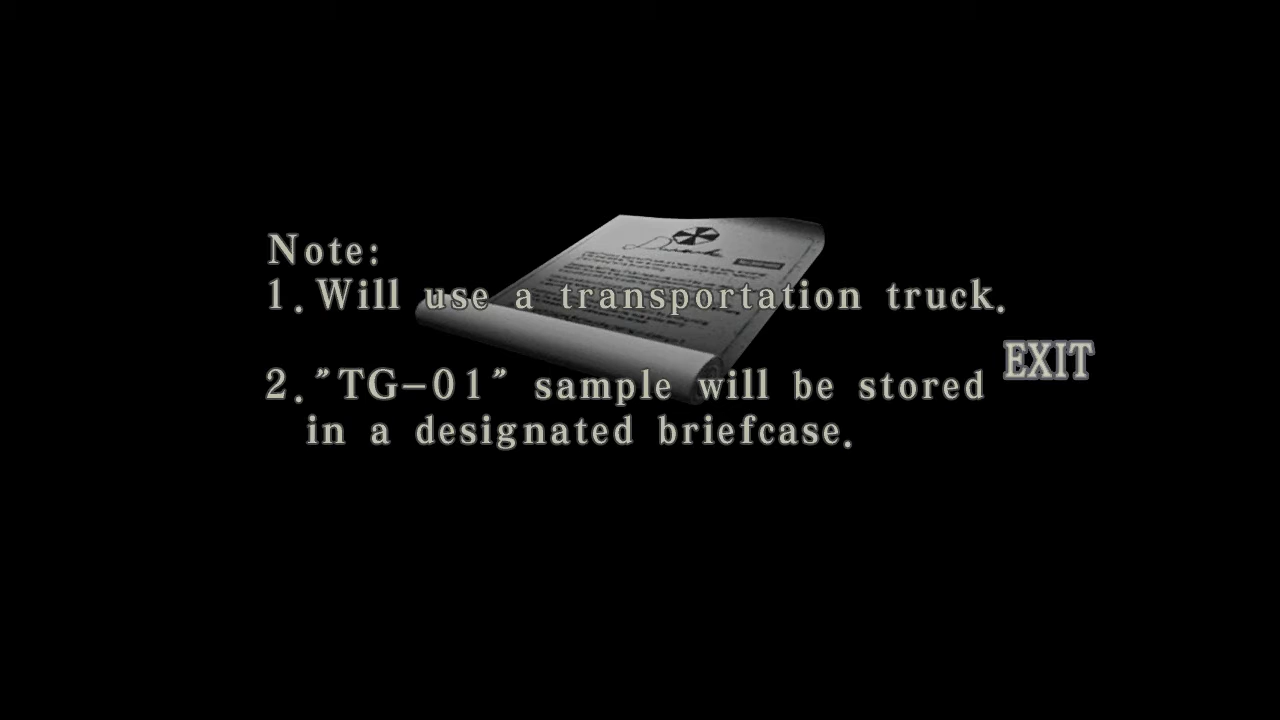 Note:
1. Will use a transportation truck.
2. "TG-01" sample will be stored
in a designated briefcase.
EXIT